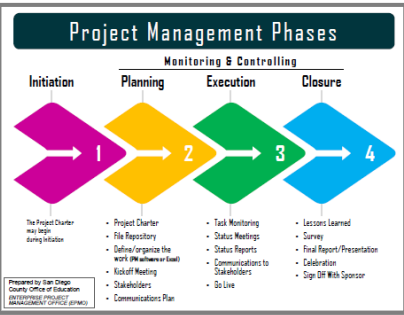 Project Management Phases
Monitoring & Controlling
Initiation
Planning
Execution
Closure
1
2
3
4
The Project Charter
may begin
during Initiation
• Project Charter
• File Repository
• Define/organize the
work (PM software or Excel)
• Kickoff Meeting
• Stakeholders
• Communications Plan
• Task Monitoring
• Status Meetings
• Status Reports
• Communications to
Stakeholders
• Go Live
• Lessons Learned
• Survey
• Final Report/Presentation
• Celebration
• Sign Off With Sponsor
Prepared by San Diego
County Office of Education
ENTERPRISE PROJECT
MANAGEMENT OFFICE (EPMO)